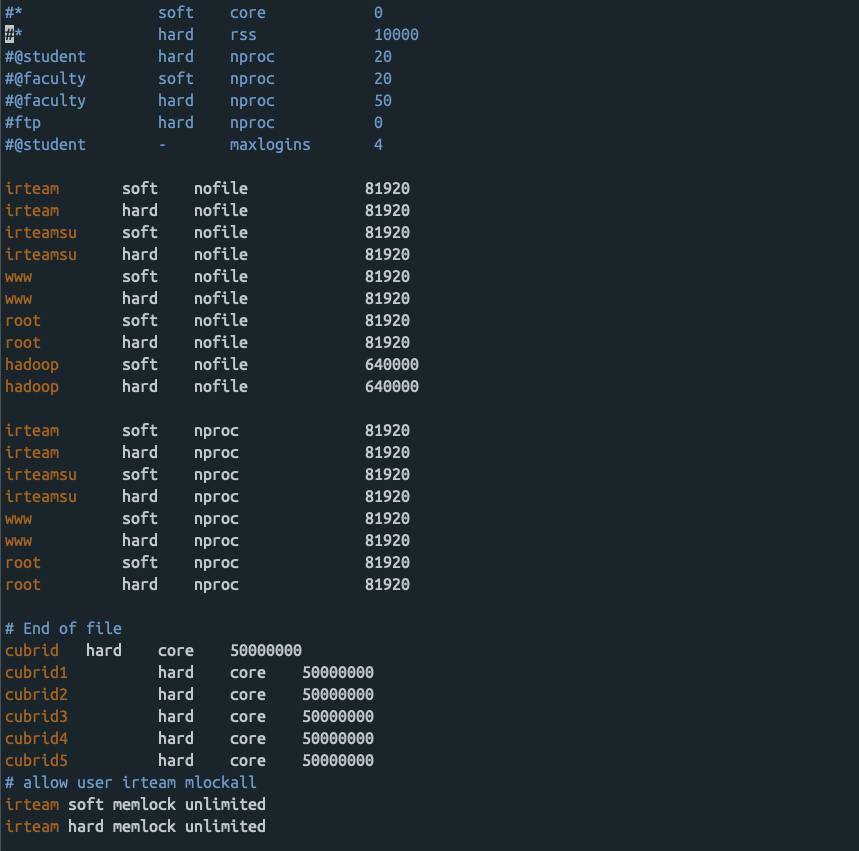 #* soft core 0
#* hard rss 10000
#@student hard nproc 20
#@faculty soft nproc 20
#@faculty hard nproc 50
#ftp hard nproc 0
#@student - maxlogins 4
irteam soft nofile 81920
irteam hard nofile 81920
irteamsu soft nofile 81920
irteamsu hard nofile 81920
www soft nofile 81920
www hard nofile 81920
root soft nofile 81920
root hard nofile 81920
hadoop soft nofile 640000
hadoop hard nofile 640000
irteam soft nproc 81920
irteam hard nproc 81920
irteamsu soft nproc 81920
irteamsu hard nproc 81920
www soft nproc 81920
www hard nproc 81920
root soft nproc 81920
root hard nproc 81920
# End of file
cubrid hard core 50000000
cubrid1 hard core 50000000
cubrid2 hard core 50000000
cubrid3 hard core 50000000
cubrid4 hard core 50000000
cubrid5 hard core 50000000
# allow user irteam mlockall
irteam soft memlock unlimited
irteam hard memlock unlimited